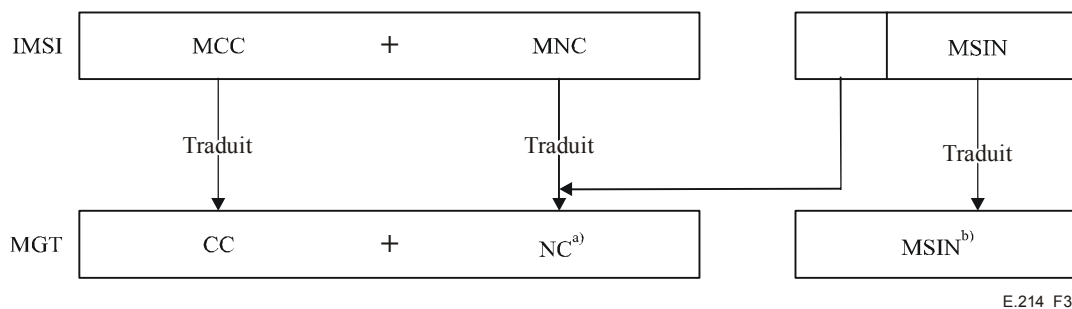 IMSI MCC + MNC MSIN
Traduit Traduit Traduit
MGT CC + NC a) MSIN b)
E.214 F3